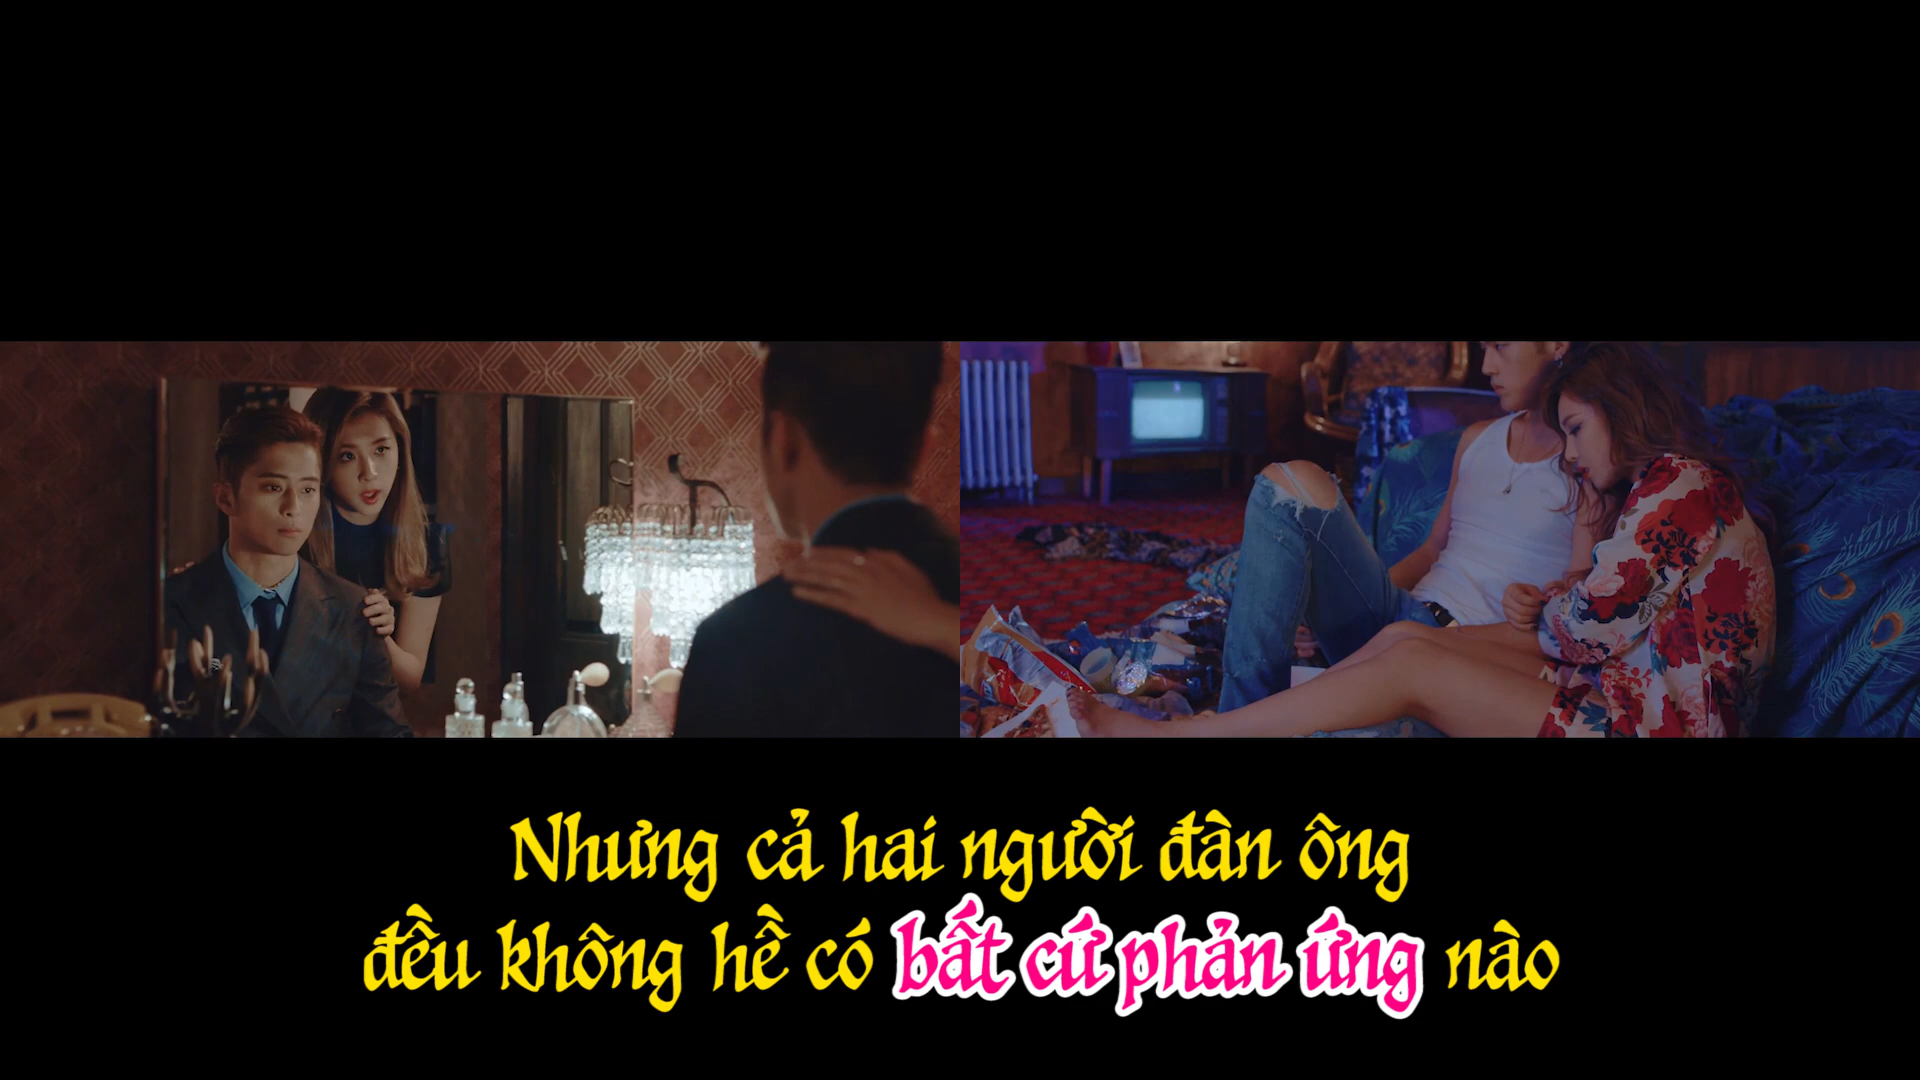 Nhưng cả hai người đàn ông
đều không hề có bất cứ phản ứng nào